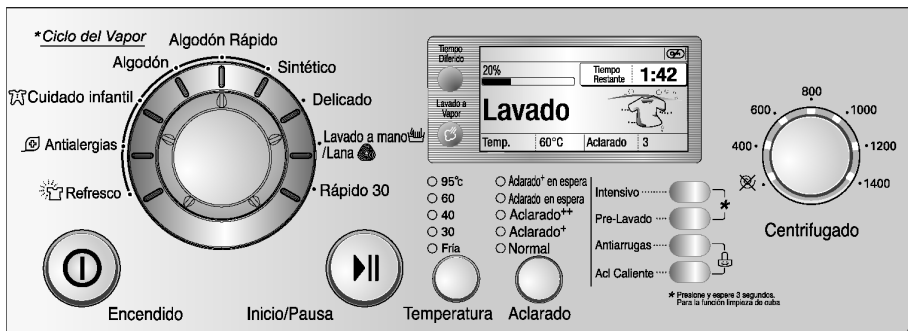 *Ciclo del Vapor
Algodón Rápido
Algodón
Sintético
Cuidado infantil
Delicado
Antialergias
Lavado a mano
/Lana
Refresco
Rápido 30
Encendido
Inicio/Pausa
Tiempo
Diferido
Lavado a
Vapor
20%
Tiempo
Restante
1:42
Lavado
Temp. 60°C Aclarado 3
95°c
60
40
30
Fría
Temperatura
Aclarado+ en espera
Aclarado en espera
Aclarado++
Aclarado+
Normal
Aclarado
Intensivo
Pre-Lavado
*
Antiarrugas
Acl Caliente
* Presione y espere 3 segundos.
Para la función limpieza de cuba
400
600
800
1000
1200
1400
Centrifugado